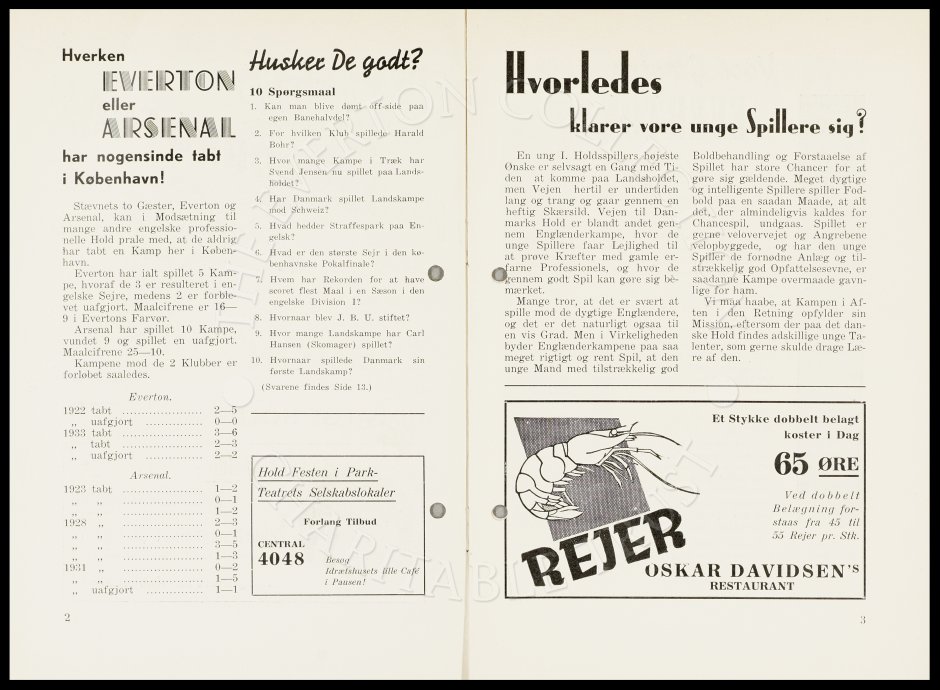 Hverken
EVERTON
eller
ARSENAL
har nogensinde tabt
i København!
Stævnets to Gæster, Everton og
Arsenal, kan i Modsætning til
mange andre engelske professio-
nelle Hold prale med, at de aldrig
har tabt en Kamp her i Køben-
havn.
Everton har ialt spillet 5 Kam-
pe, hvoraf de 3 er resulteret i en-
gelske Sejre, medens 2 er forble-
vet uafgjort. Maalcifrene er 16—
9 i Evertons Farvør.
Arsenal har spillet 10 Kampe,
vundet 9 og spillet en uafgjort.
Maalcifrene 25—10.
Kampene mod de 2 Klubber er
forløbet saaledes.
Everton.
1922 tabt .................... 2—5
„ uafgjort ............... 0—0
1933 tabt .................... 3—6
„ tabt .................... 2—3
„ uafgjort ............... 2—2
Arsenal.
1923 tabt .................... 1—2
„ „ .................... 0—1
„ „ .................... 1—2
1928 „ .................... 2—3
„ „ .................... 0—1
„ „ .................... 3—5
„ „ .................... 1—3
1931 „ .................... 0—2
„ „ .................... 1—5
„ uafgjort ............... 1—1
2
Husker De godt?
10 Spørgsmaal
1. Kan man blive dømt off-side paa
egen Banehalvdel?
2. For hvilken Klub spillede Harald
Bohr?
3. Hvor mange Kampe i Træk har
Svend Jensen nu spillet paa Lands-
holdet?
4. Har Danmark spillet Landskampe
mod Schweiz?
5. Hvad hedder Straffespark paa En-
gelsk?
6. Hvad er den største Sejr i den kø-
benhavnske Pokalfinale?
7. Hvem har Rekorden for at have
scoret flest Maal i en Sæson i den
engelske Division I?
8. Hvornaar blev J. B. U. stiftet?
9. Hvor mange Landskampe har Carl
Hansen (Skomager) spillet?
10. Hvornaar spillede Danmark sin
første Landskamp?
(Svarene findes Side 13.)
Hold Festen i Park-
Teatrets Selskabslokaler
Forlang Tilbud
CENTRAL
4048
Besøg
Idrætshusets lille Café
i Pausen!
Hvorledes
klarer vore unge Spillere sig?
En ung I. Holdsspillers højeste
Ønske er selvsagt en Gang med Ti-
den at komme paa Landsholdet,
men Vejen hertil er undertiden
lang og trang og gaar gennem en
heftig Skærsild. Vejen til Dan-
marks Hold er blandt andet gen-
nem Englænderkampe, hvor de
unge Spillere faar Lejlighed til
at prøve Kræfter med gamle er-
farne Professionels, og hvor de
gennem godt Spil kan gøre sig be-
mærket.
Mange tror, at det er svært at
spille mod de dygtige Englændere,
og det er det naturligt ogsaa til
en vis Grad. Men i Virkeligheden
byder Englænderkampene paa saa
meget rigtigt og rent Spil, at den
unge Mand med tilstrækkelig god
Boldbehandling og Forstaaelse af
Spillet har store Chancer for at
gøre sig gældende. Meget dygtige
og intelligente Spillere spiller Fod-
bold paa en saadan Maade, at alt
det, der almindeligvis kaldes for
Chancespil, undgaas. Spillet er
gerne velovervejet og Angrebene
velopbyggede, og har den unge
Spiller de fornødne Anlæg og til-
strækkelig god Opfattelsesevne, er
saadanne Kampe overmaade gavn-
lige for ham.
Vi maa haabe, at Kampen i Af-
ten i den Retning opfylder sin
Mission, eftersom der paa det dan-
ske Hold findes adskillige unge Ta-
lenter, som gerne skulde drage Læ-
re af den.
Et Stykke dobbelt belagt
koster i Dag
65 ØRE
Ved dobbelt
Belægning for-
staas fra 45 til
55 Rejer pr. Stk.
REJER
OSKAR DAVIDSEN'S
RESTAURANT
3
THE EVERTON COLLECTION
CHARITABLE TRUST